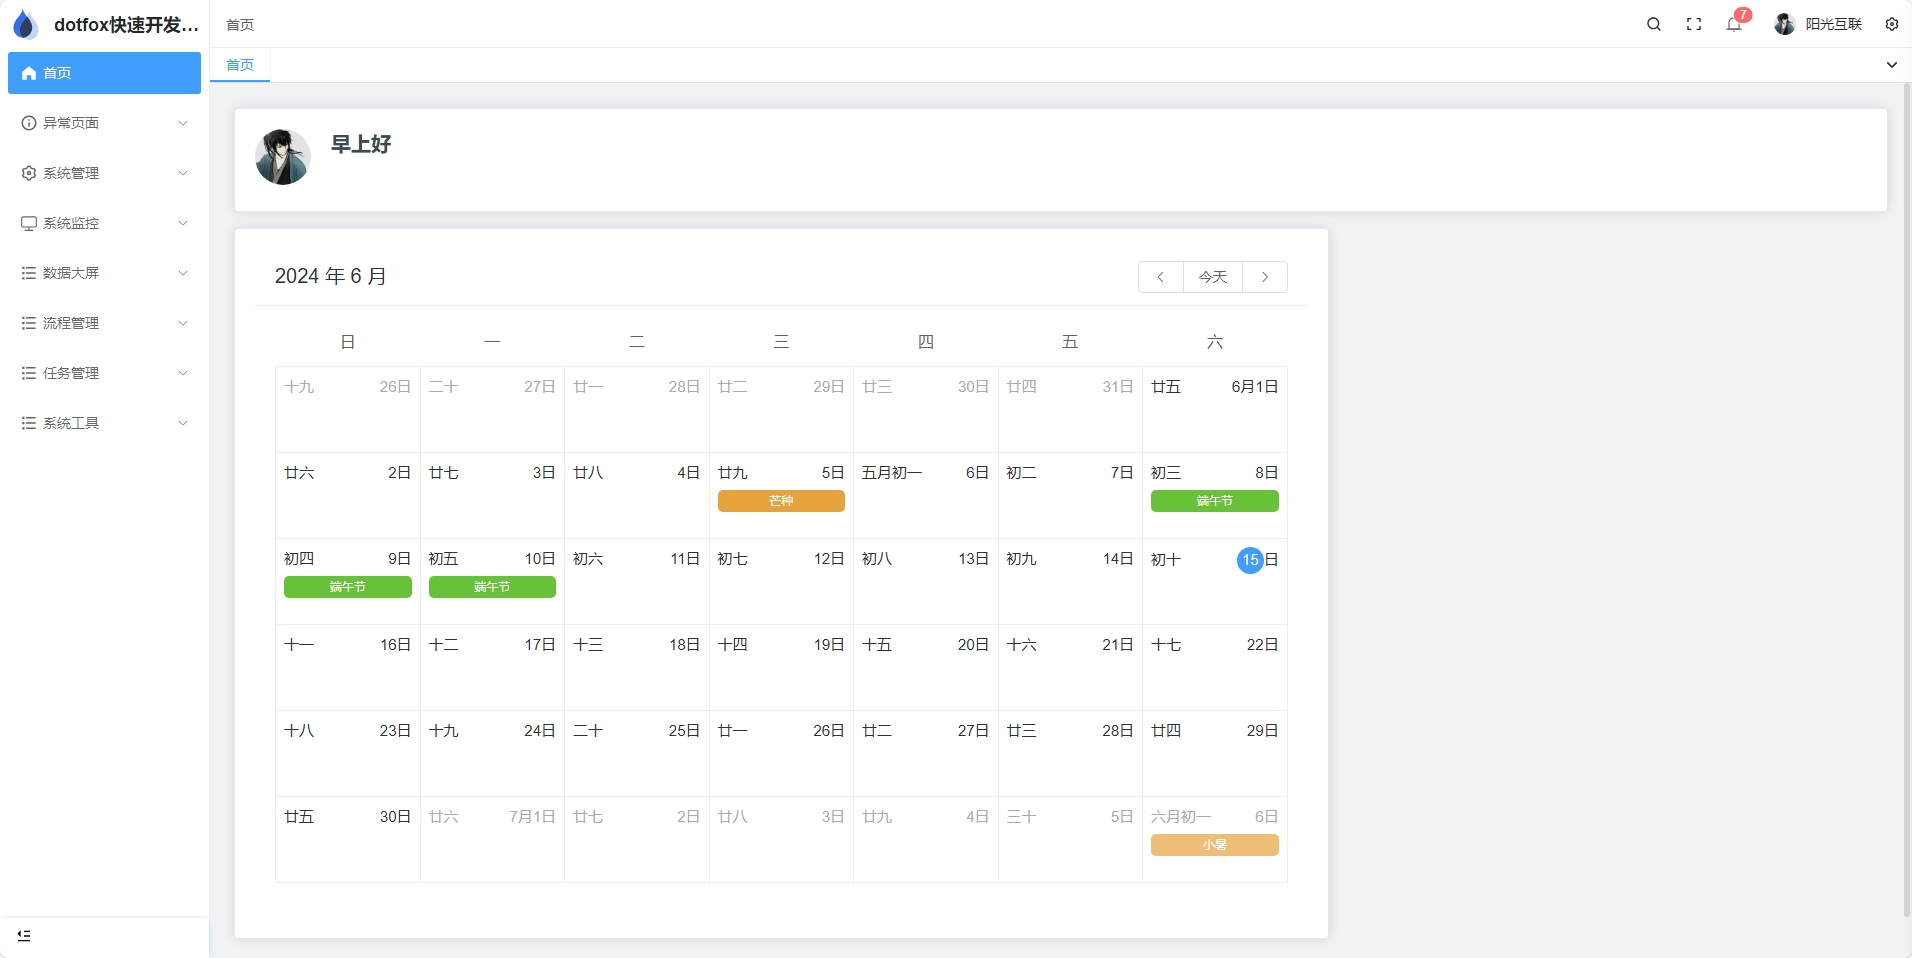 dotfox快速开发...
首页
7
阳光互联
首页
首页
异常页面
系统管理
系统监控
数据大屏
流程管理
任务管理
系统工具
早上好
2024 年 6 月
今天
日 一 二 三 四 五 六
十九 26日 二十 27日 廿一 28日 廿二 29日 廿三 30日 廿四 31日 廿五 6月1日
廿六 2日 廿七 3日 廿八 4日 廿九 5日 五月初一 6日 初二 7日 初三 8日
芒种 端午节
初四 9日 初五 10日 初六 11日 初七 12日 初八 13日 初九 14日 初十 15日
端午节 端午节
十一 16日 十二 17日 十三 18日 十四 19日 十五 20日 十六 21日 十七 22日
十八 23日 十九 24日 二十 25日 廿一 26日 廿二 27日 廿三 28日 廿四 29日
廿五 30日 廿六 7月1日 廿七 2日 廿八 3日 廿九 4日 三十 5日 六月初一 6日
小暑